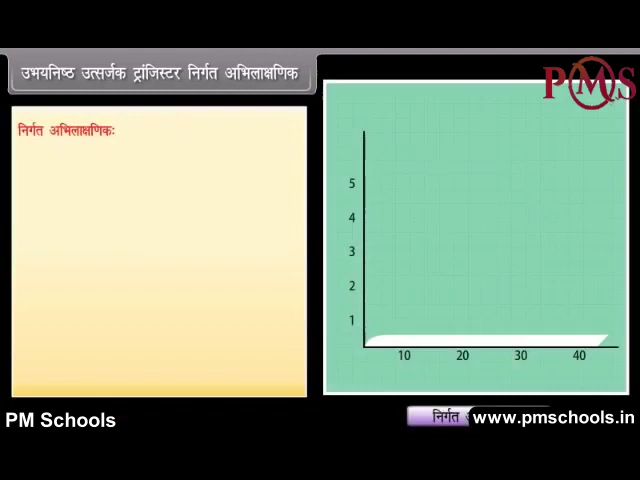 उभयनिष्ठ उत्सर्जक ट्रांजिस्टर निर्गत अभिलाक्षणिक
PMS
निर्गत अभिलाक्षणिकः
5
4
3
2
1
10 20 30 40
निर्गत
PM Schools
www.pmschools.in